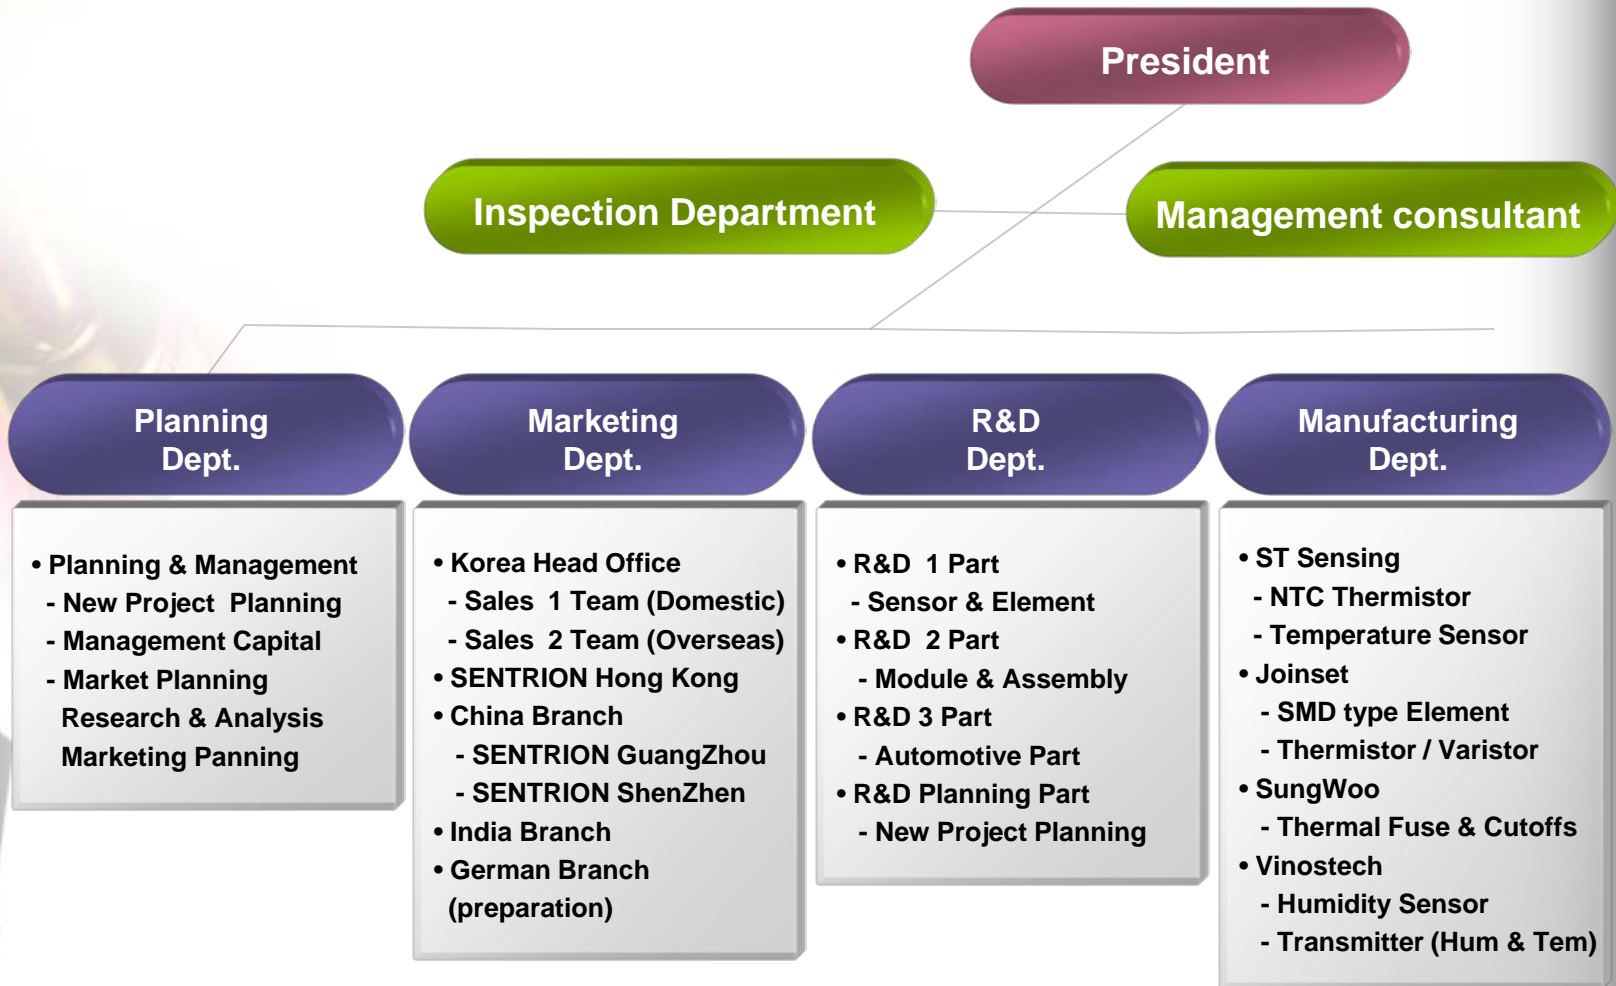 President
Inspection Department
Management consultant
Planning
Dept.
• Planning & Management
- New Project Planning
- Management Capital
- Market Planning
Research & Analysis
Marketing Panning
Marketing
Dept.
• Korea Head Office
- Sales 1 Team (Domestic)
- Sales 2 Team (Overseas)
• SENTRION Hong Kong
• China Branch
- SENTRION GuangZhou
- SENTRION ShenZhen
• India Branch
• German Branch
(preparation)
R&D
Dept.
• R&D 1 Part
- Sensor & Element
• R&D 2 Part
- Module & Assembly
• R&D 3 Part
- Automotive Part
• R&D Planning Part
- New Project Planning
Manufacturing
Dept.
• ST Sensing
- NTC Thermistor
- Temperature Sensor
• Joinset
- SMD type Element
- Thermistor / Varistor
• SungWoo
- Thermal Fuse & Cutoffs
• Vinostech
- Humidity Sensor
- Transmitter (Hum & Tem)